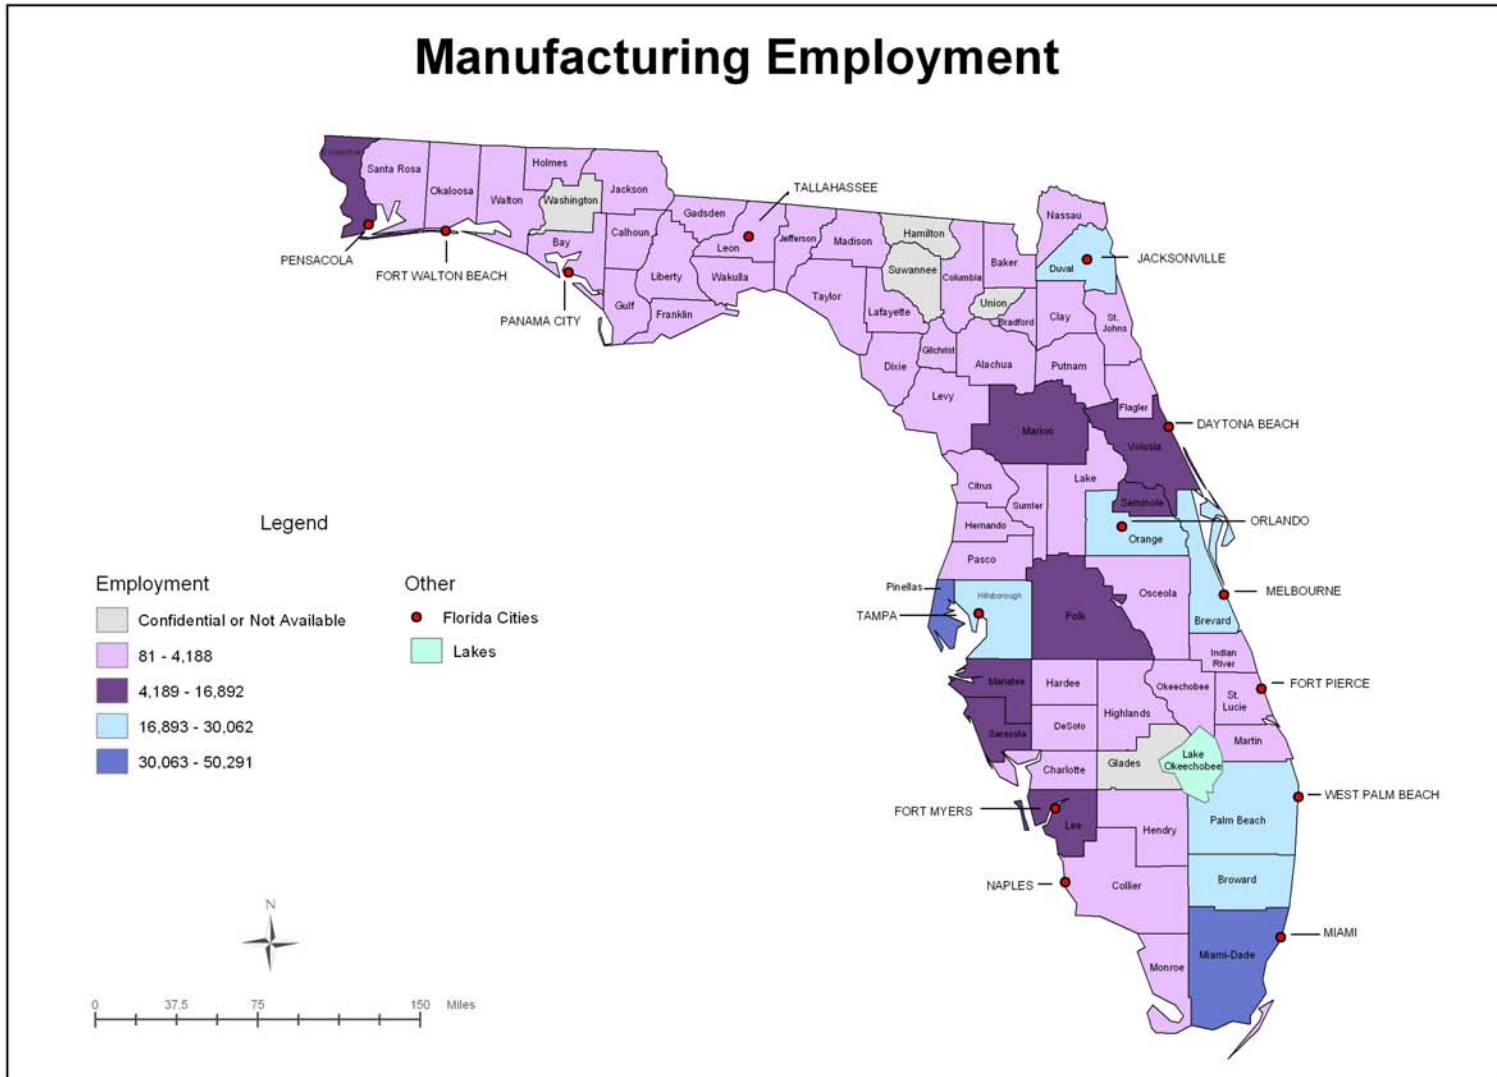 Manufacturing Employment
Santa Rosa
Okaloosa
Walton
Holmes
Washington
Jackson
Bay
Calhoun
Gulf
Liberty
Franklin
Gadsden
Leon
Wakulla
Jefferson
Madison
Taylor
Hamilton
Suwannee
Lafayette
Columbia
Baker
Union
Bradford
Nassau
Duval
Clay
St.
Johns
Dixie
Gilchrist
Alachua
Putnam
Levy
Flagler
Marion
Volusia
Citrus
Sumter
Lake
Seminole
Hernando
Orange
Pasco
Osceola
Pinellas
Hillsborough
Polk
Brevard
Indian
River
Manatee
Hardee
Okeechobee
St.
Lucie
Highlands
Sarasota
DeSoto
Martin
Charlotte
Glades
Lake
Okeechobee
Lee
Hendry
Palm Beach
Collier
Broward
Monroe
Miami-Dade
TALLAHASSEE
PENSACOLA
FORT WALTON BEACH
PANAMA CITY
JACKSONVILLE
DAYTONA BEACH
ORLANDO
MELBOURNE
TAMPA
FORT PIERCE
WEST PALM BEACH
FORT MYERS
NAPLES
MIAMI
Legend
Employment
Confidential or Not Available
81 - 4,188
4,189 - 16,892
16,893 - 30,062
30,063 - 50,291
Other
Florida Cities
Lakes
N
0 37.5 75 150 Miles